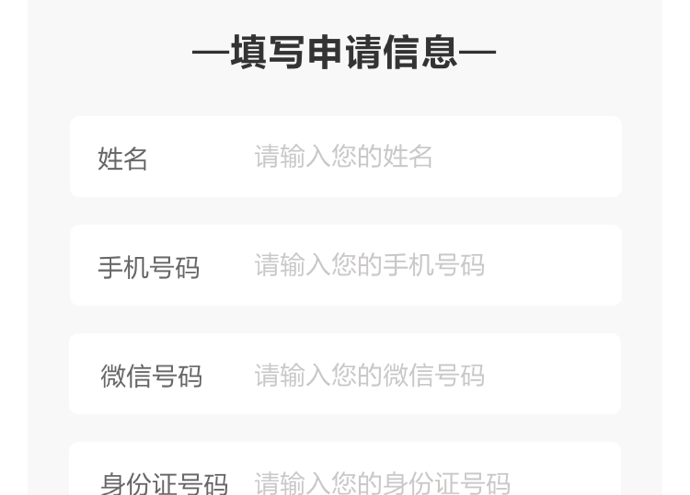 —填写申请信息—
姓名 请输入您的姓名
手机号码 请输入您的手机号码
微信号码 请输入您的微信号码
身份证号码 请输入您的身份证号码